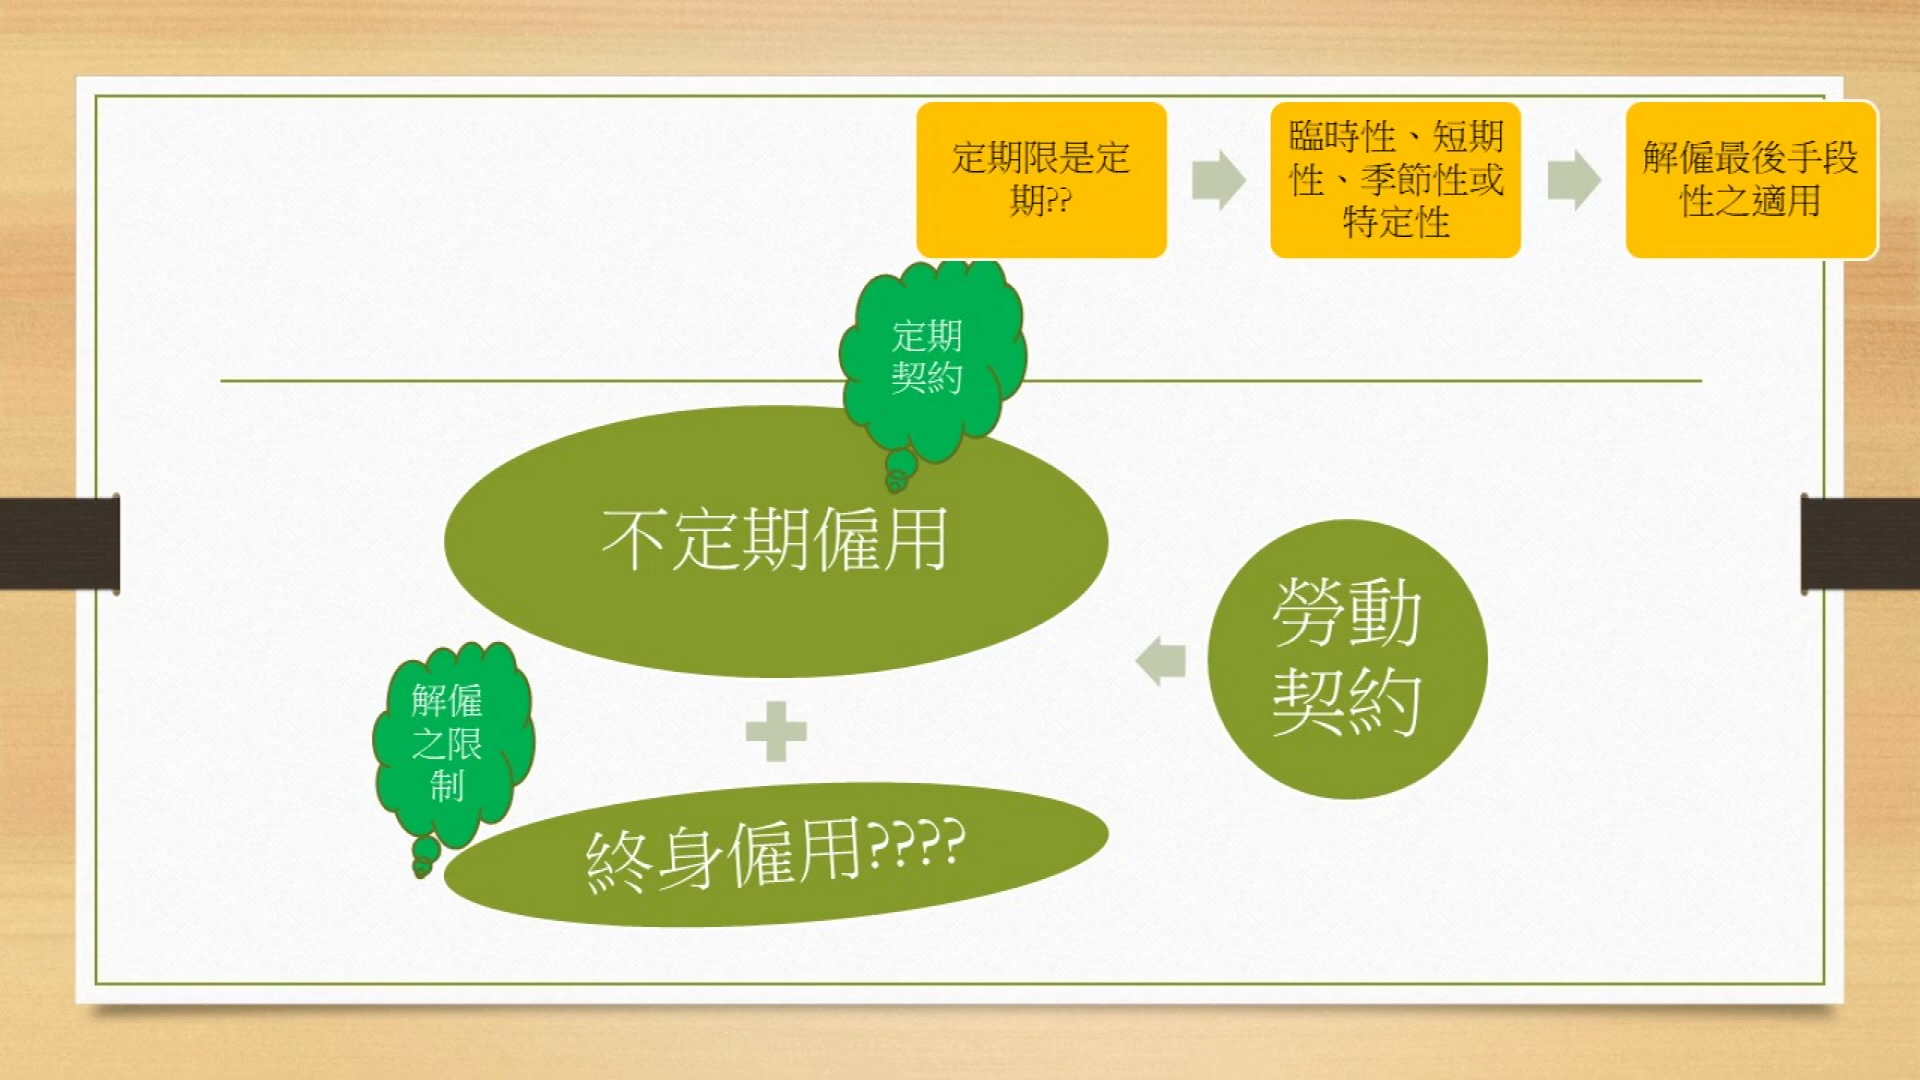 定期限是定
期??
臨時性、短期
性、季節性或
特定性
解僱最後手段
性之適用
定期
契約
不定期僱用
勞動
契約
解僱
之限
制
終身僱用????